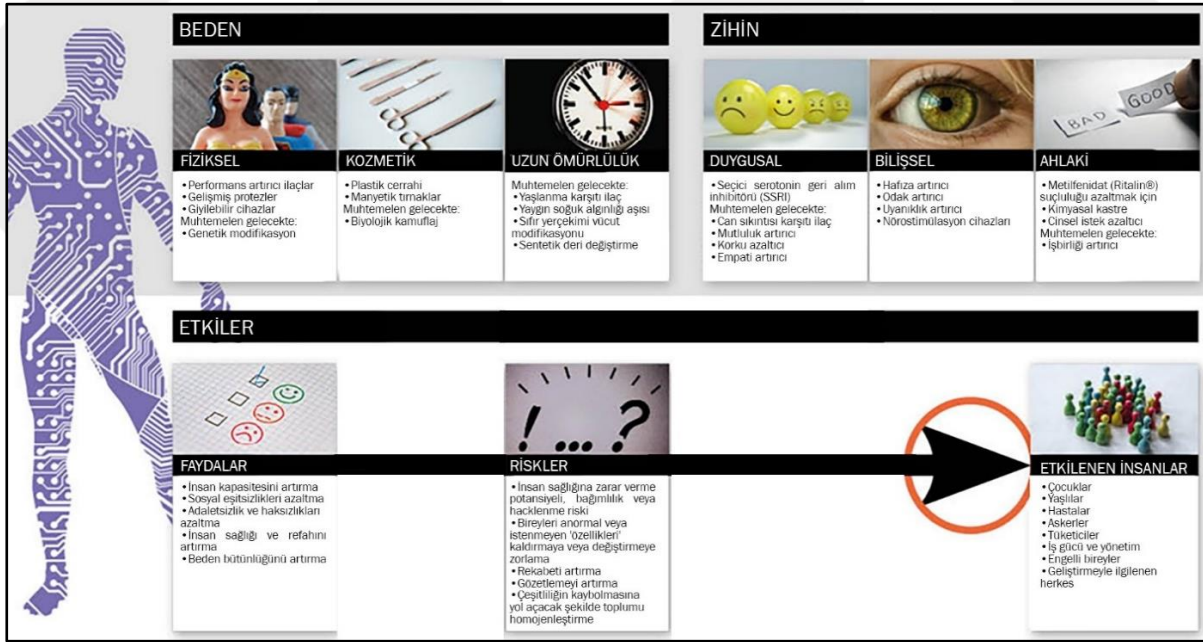 BEDEN
FİZİKSEL
•Performans artırıcı ilaçlar
•Gelişmiş protezler
•Giyilebilir cihazlar
Muhtemelen gelecekte:
•Genetik modifikasyon
KOZMETİK
•Plastik cerrahi
•Manyetik tırnaklar
Muhtemelen gelecekte:
•Biyolojik kamuflaj
UZUN ÖMÜRLÜLÜK
Muhtemelen gelecekte:
•Yaşlanma karşıtı ilaç
•Yaygın soğuk algınlığı aşısı
•Sıfır yerçekimi vücut
modifikasyonu
•Sentetik deri değiştirme
ZİHİN
DUYGUSAL
•Seçici serotonin geri alım
inhibitörü (SSRI)
Muhtemelen gelecekte:
•Can sıkıntısı karşıtı ilaç
•Mutluluk artırıcı
•Korku azaltıcı
•Empati artırıcı
BİLİŞSEL
•Hafıza artırıcı
•Odak artırıcı
•Uyanıklık artırıcı
•Nörostimülasyon cihazları
BAD
GOOD
AHLAKİ
•Metilfenidat (Ritalin®)
suçluluğu azaltmak için
•Kimyasal kastre
•Cinsel istek azaltıcı
Muhtemelen gelecekte:
•İşbirliği artırıcı
ETKİLER
FAYDALAR
•İnsan kapasitesini artırma
•Sosyal eşitsizlikleri azaltma
•Adaletsizlik ve haksızlıkları
azaltma
•İnsan sağlığı ve refahını
artırma
•Beden bütünlüğünü artırma
! ... ?
RİSKLER
•İnsan sağlığına zarar verme
potansiyeli, bağımlılık veya
hacklenme riski
•Bireyleri anormal veya
istenmeyen 'özellikleri'
kaldırmaya veya değiştirmeye
zorlama
•Rekabeti artırma
•Gözetlemeyi artırma
•Çeşitliliğin kaybolmasına
yol açacak şekilde toplumu
homojenleştirme
ETKİLENEN İNSANLAR
•Çocuklar
•Yaşlılar
•Hastalar
•Askerler
•Tüketiciler
•İş gücü ve yönetim
•Engelli bireyler
•Geliştirmeyle ilgilenen
herkes